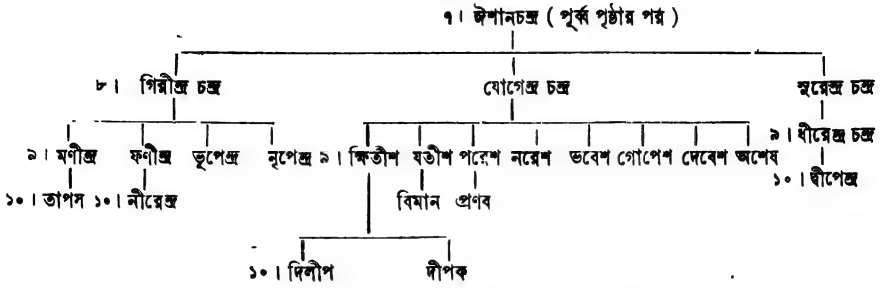 ৭। ঈশানচন্দ্র ( পূর্ব্ব পৃষ্ঠার পর )
৮। গিরীন্দ্র চন্দ্র যোগেন্দ্র চন্দ্র সুরেন্দ্র চন্দ্র
৯। ধীরেন্দ্র চন্দ্র
৯। মণীন্দ্র ফণীন্দ্র ভূপেন্দ্র নৃপেন্দ্র ৯। ক্ষিতীশ যতীশ পরেশ নরেশ ভবেশ গোপেশ দেবেশ অশেষ
১০। দ্বীপেন্দ্র
১০। তাপস ১০। নীরেন্দ্র বিমান প্রণব
১০। দিলীপ দীপক